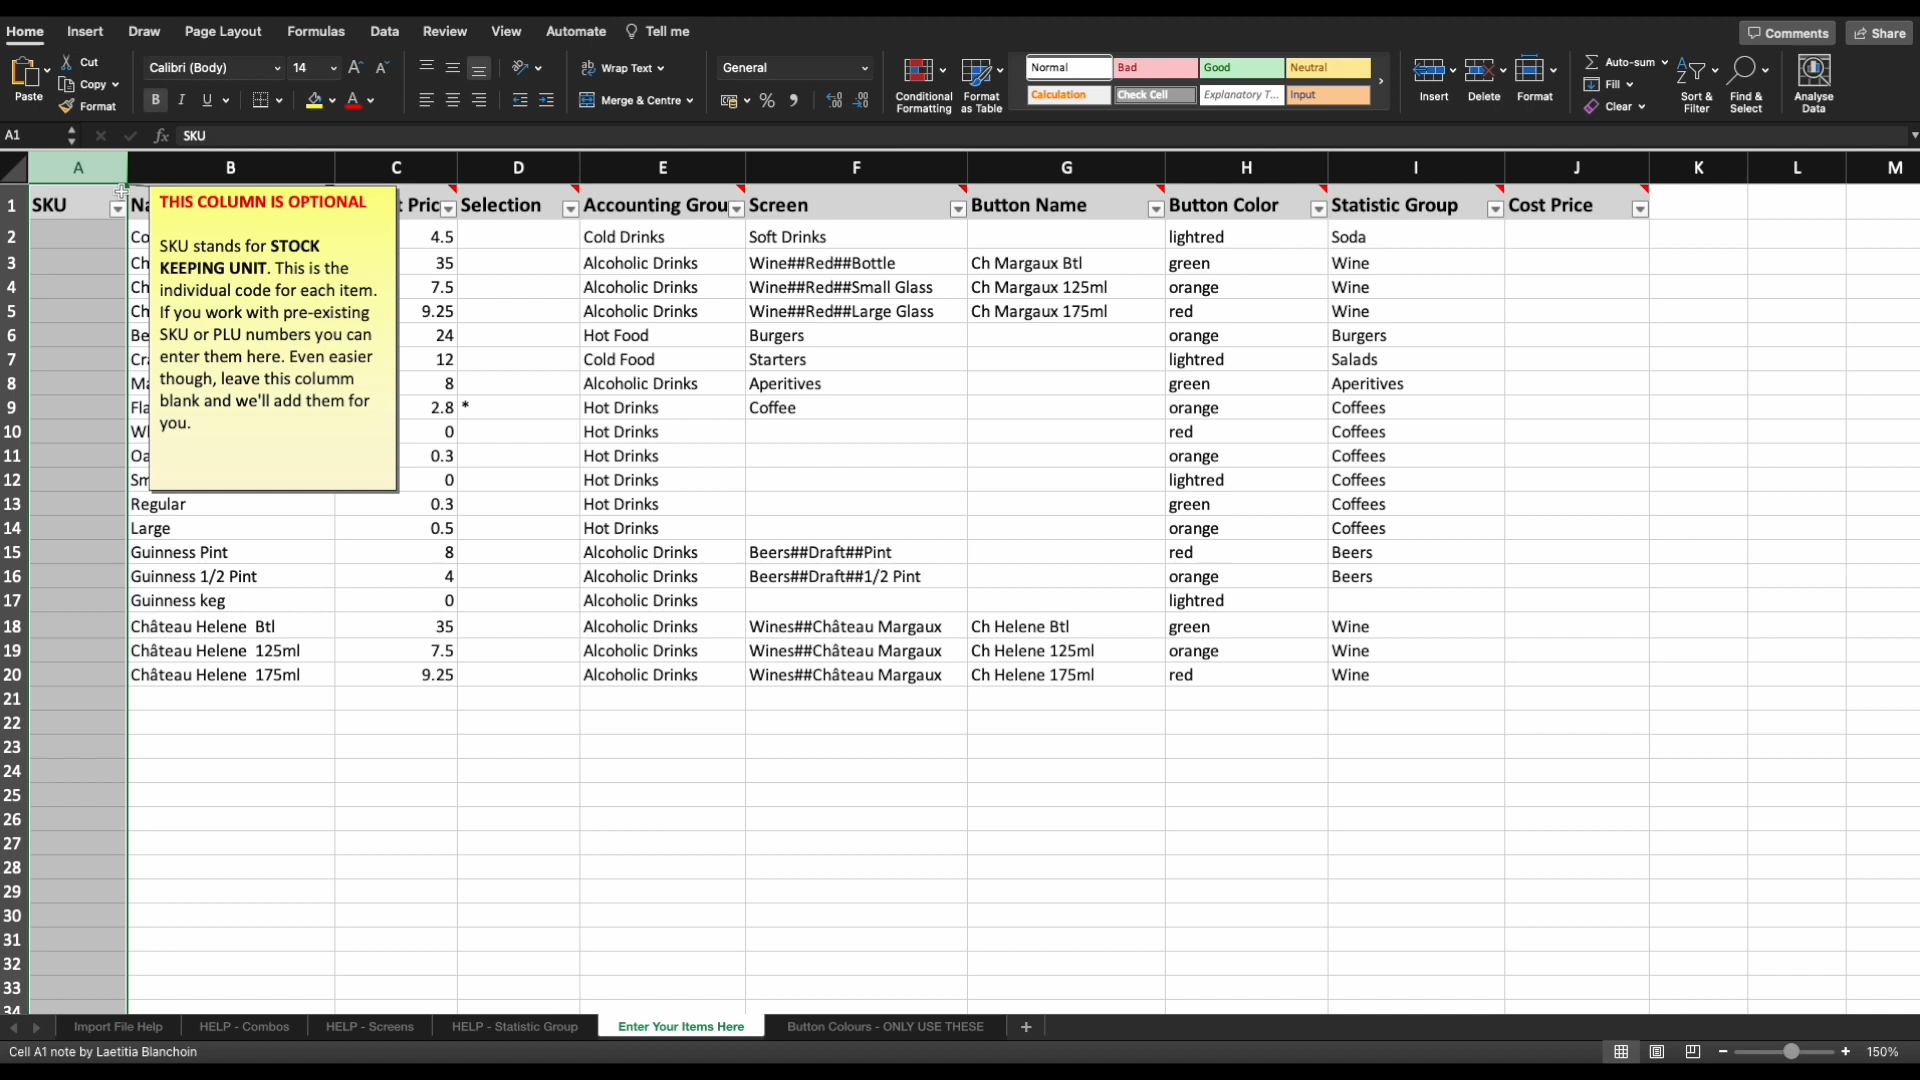 Home Insert Draw Page Layout Formulas Data Review View Automate Tell me Comments Share
Paste Cut Copy Format
Calibri (Body) 14 Wrap Text Merge & Centre General
Conditional Formatting Format as Table
Normal Bad Good Neutral
Calculation Check Cell Explanatory T... Input
Insert Delete Format
Auto-sum Fill Clear
Sort & Filter Find & Select Analyse Data
A1 fx SKU
A B C D E F G H I J K L M
1 SKU Na t Pric Selection Accounting Grou Screen Button Name Button Color Statistic Group Cost Price
THIS COLUMN IS OPTIONAL
SKU stands for STOCK
KEEPING UNIT. This is the
individual code for each item.
If you work with pre-existing
SKU or PLU numbers you can
enter them here. Even easier
though, leave this column
blank and we'll add them for
you.
2 Co 4.5 Cold Drinks Soft Drinks lightred Soda
3 Ch 35 Alcoholic Drinks Wine##Red##Bottle Ch Margaux Btl green Wine
4 Ch 7.5 Alcoholic Drinks Wine##Red##Small Glass Ch Margaux 125ml orange Wine
5 Ch 9.25 Alcoholic Drinks Wine##Red##Large Glass Ch Margaux 175ml red Wine
6 Be 24 Hot Food Burgers orange Burgers
7 Cra 12 Cold Food Starters lightred Salads
8 Ma 8 Alcoholic Drinks Aperitives green Aperitives
9 Fla 2.8 * Hot Drinks Coffee orange Coffees
10 Wh 0 Hot Drinks red Coffees
11 Oa 0.3 Hot Drinks orange Coffees
12 Sm 0 Hot Drinks lightred Coffees
13 Regular 0.3 Hot Drinks green Coffees
14 Large 0.5 Hot Drinks orange Coffees
15 Guinness Pint 8 Alcoholic Drinks Beers##Draft##Pint red Beers
16 Guinness 1/2 Pint 4 Alcoholic Drinks Beers##Draft##1/2 Pint orange Beers
17 Guinness keg 0 Alcoholic Drinks lightred
18 Château Helene Btl 35 Alcoholic Drinks Wines##Château Margaux Ch Helene Btl green Wine
19 Château Helene 125ml 7.5 Alcoholic Drinks Wines##Château Margaux Ch Helene 125ml orange Wine
20 Château Helene 175ml 9.25 Alcoholic Drinks Wines##Château Margaux Ch Helene 175ml red Wine
21
22
23
24
25
26
27
28
29
30
31
32
33
34
Import File Help HELP - Combos HELP - Screens HELP - Statistic Group Enter Your Items Here Button Colours - ONLY USE THESE +
Cell A1 note by Laetitia Blanchoin 150%